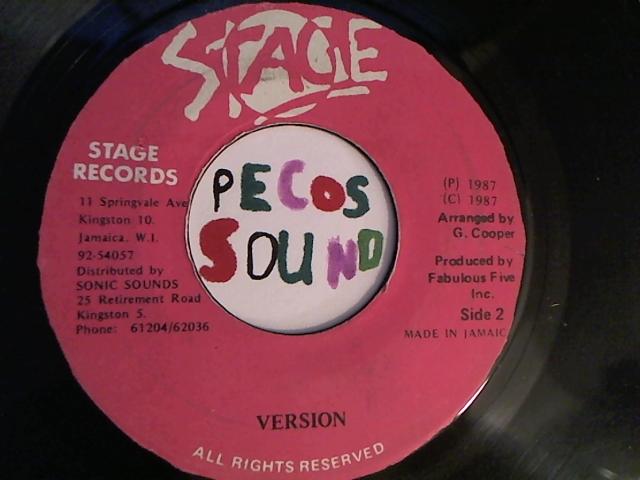 STAGE
STAGE
RECORDS
11 Springvale Ave
Kingston 10.
Jamaica. W.I.
92-54057
Distributed by
SONIC SOUNDS
25 Retirement Road
Kingston 5.
Phone: 61204/62036
PECOS
SOUND
(P) 1987
(C) 1987
Arranged by
G. Cooper
Produced by
Fabulous Five
Inc.
Side 2
MADE IN JAMAIC
VERSION
ALL RIGHTS RESERVED